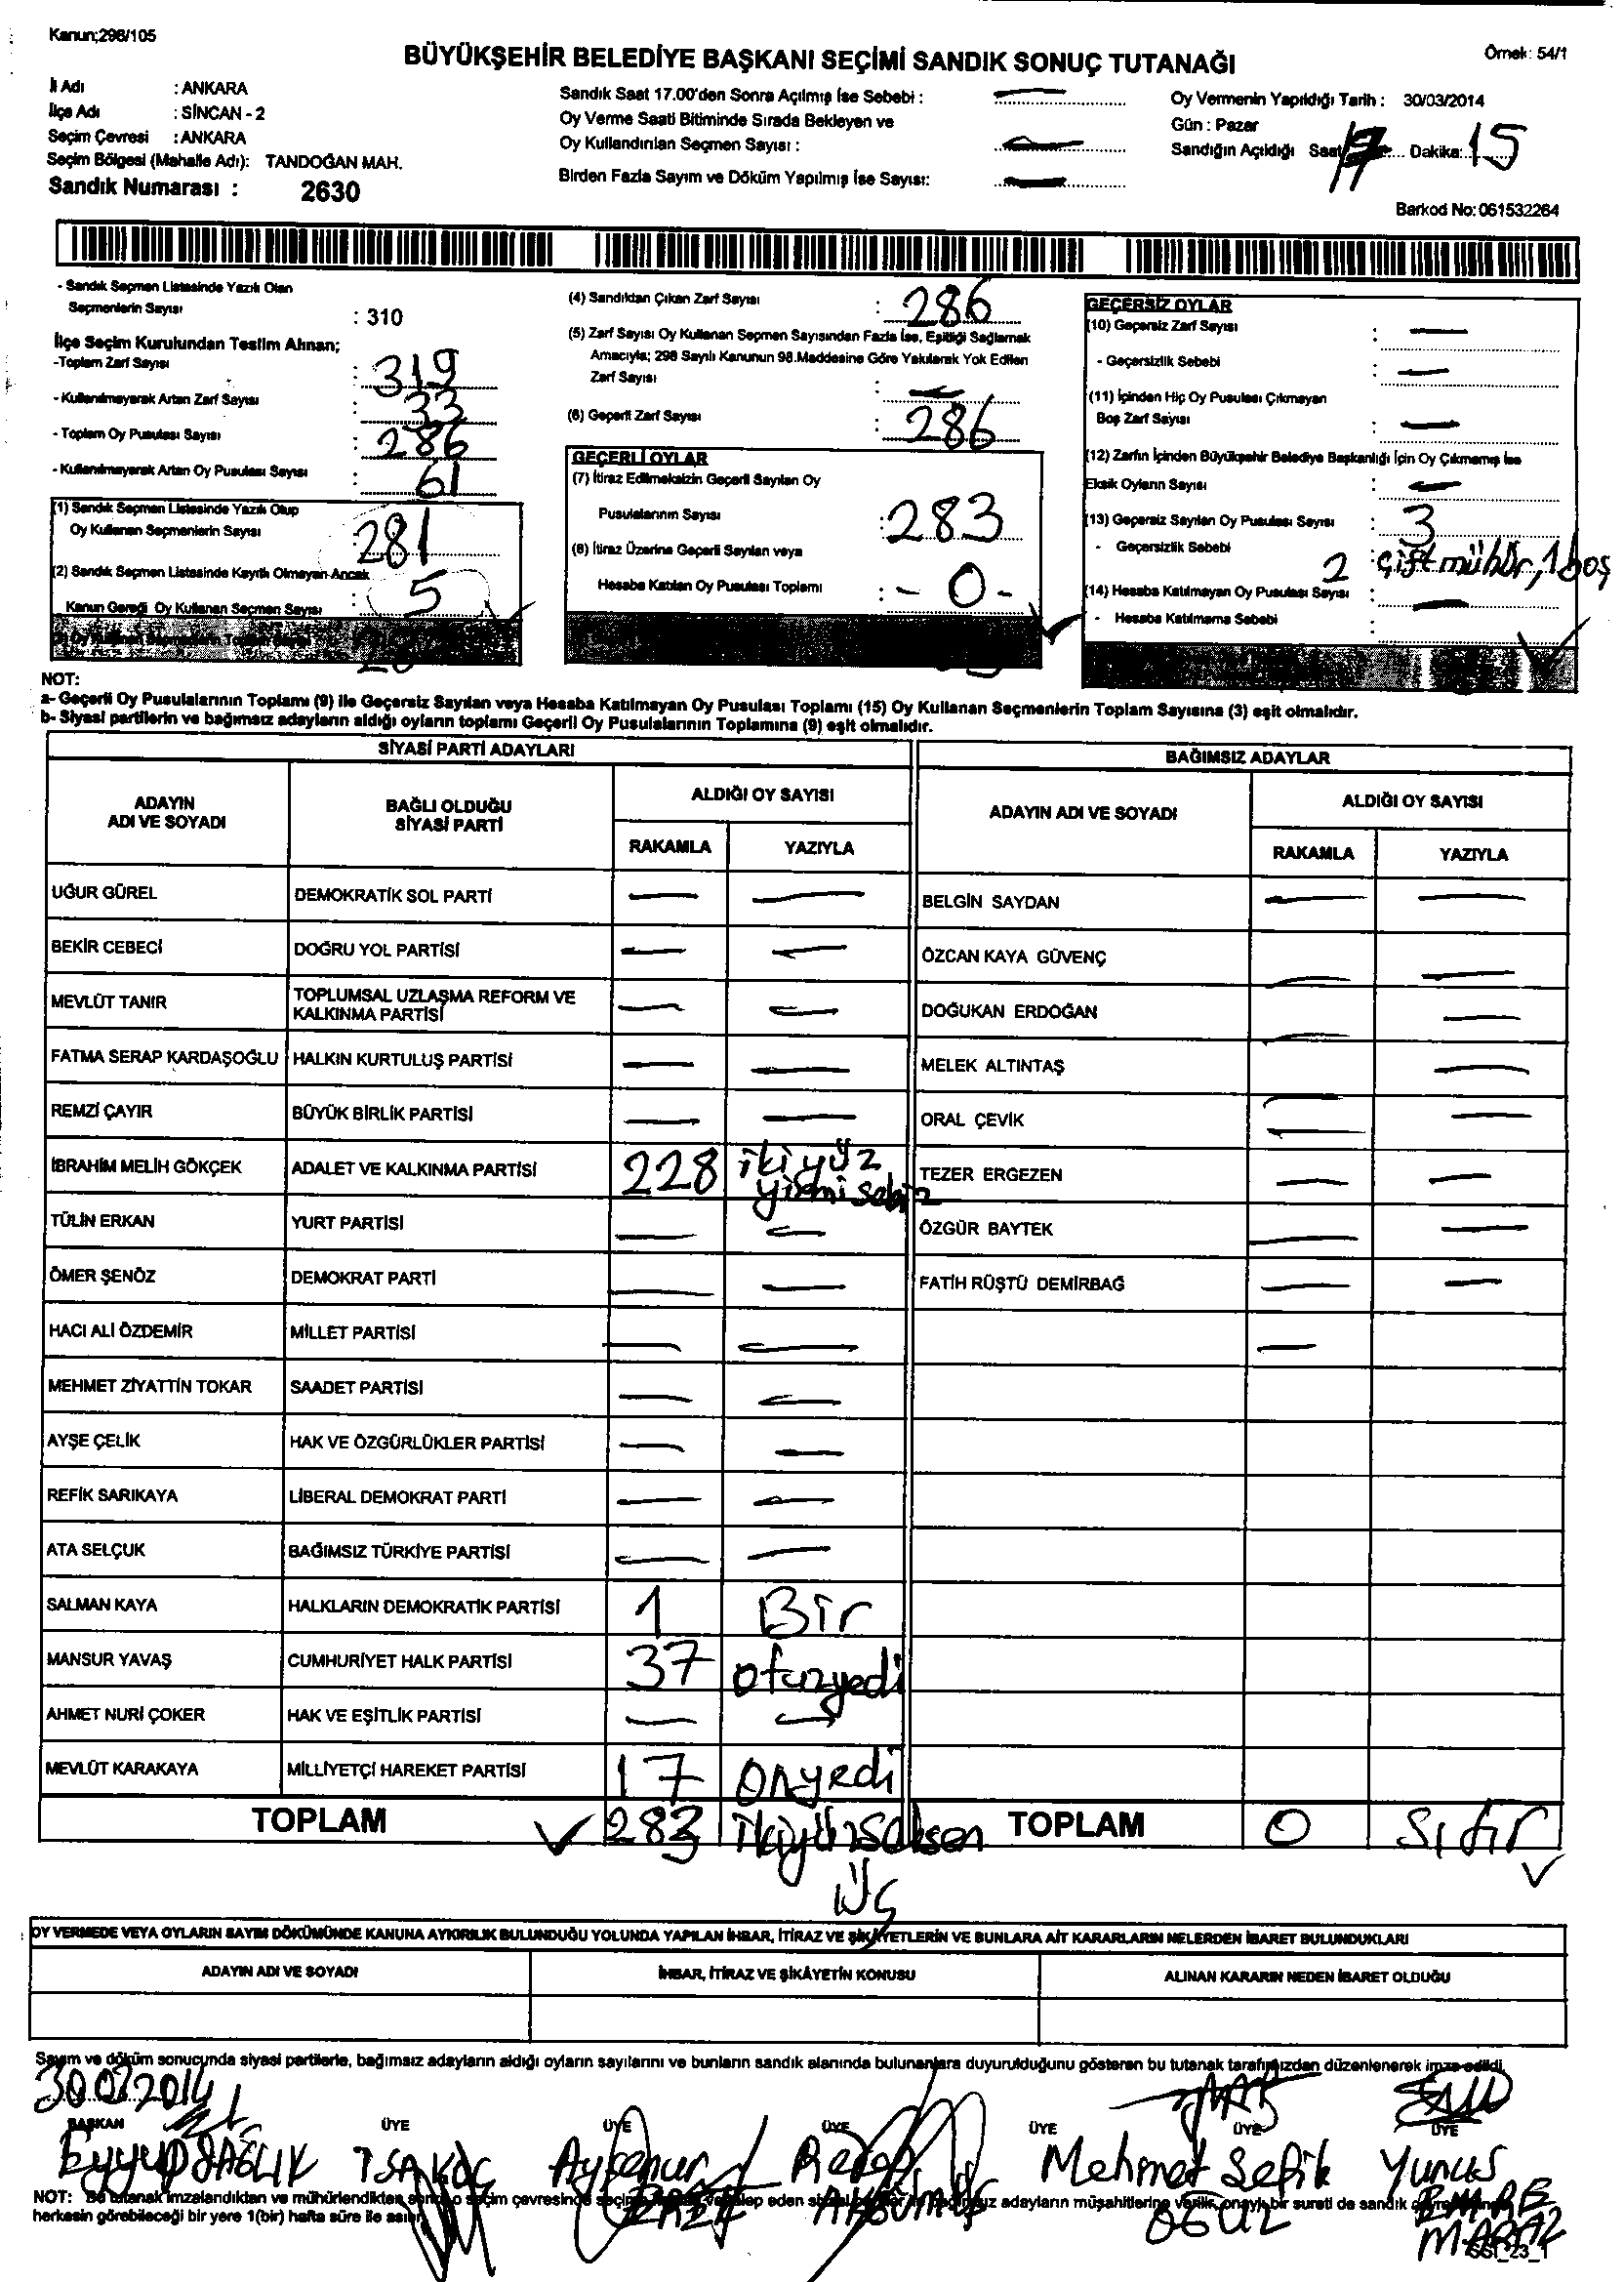 Kanun;298/105
BÜYÜKŞEHİR BELEDİYE BAŞKANI SEÇİMİ SANDIK SONUÇ TUTANAĞI
Örnek: 54/1
İl Adı : ANKARA
İlçe Adı : SİNCAN - 2
Seçim Çevresi : ANKARA
Seçim Bölgesi (Mahalle Adı): TANDOĞAN MAH.
Sandık Numarası : 2630
Sandık Saat 17.00'den Sonra Açılmış İse Sebebi :
Oy Verme Saati Bitiminde Sırada Bekleyen ve
Oy Kullandırılan Seçmen Sayısı :
Birden Fazla Sayım ve Döküm Yapılmış İse Sayısı:
Oy Vermenin Yapıldığı Tarih : 30/03/2014
Gün : Pazar
Sandığın Açıldığı Saat 17 Dakika: 15
Barkod No: 061532264
- Sandık Seçmen Listesinde Yazılı Olan
Seçmenlerin Sayısı : 310
İlçe Seçim Kurulundan Teslim Alınan;
-Toplam Zarf Sayısı : 319
- Kullanılmayarak Artan Zarf Sayısı : 33
- Toplam Oy Pusulası Sayısı : 286
- Kullanılmayarak Artan Oy Pusulası Sayısı : 61
(1) Sandık Seçmen Listesinde Yazılı Olup
Oy Kullanan Seçmenlerin Sayısı : 281
(2) Sandık Seçmen Listesinde Kayıtlı Olmayan Ancak
Kanun Gereği Oy Kullanan Seçmen Sayısı : 5
(4) Sandıktan Çıkan Zarf Sayısı : 286
(5) Zarf Sayısı Oy Kullanan Seçmen Sayısından Fazla İse, Eşitliği Sağlamak
Amacıyla; 298 Sayılı Kanunun 98.Maddesine Göre Yakılarak Yok Edilen
Zarf Sayısı : -
(6) Geçerli Zarf Sayısı : 286
GEÇERLİ OYLAR
(7) İtiraz Edilmeksizin Geçerli Sayılan Oy
Pusulalarının Sayısı : 283
(8) İtiraz Üzerine Geçerli Sayılan veya
Hesaba Katılan Oy Pusulası Toplamı : - 0 -
GEÇERSİZ OYLAR
(10) Geçersiz Zarf Sayısı : -
- Geçersizlik Sebebi : -
(11) İçinden Hiç Oy Pusulası Çıkmayan
Boş Zarf Sayısı : -
(12) Zarfın İçinden Büyükşehir Belediye Başkanlığı İçin Oy Çıkmamış İse
Eksik Oyların Sayısı : -
(13) Geçersiz Sayılan Oy Pusulası Sayısı : 3
- Geçersizlik Sebebi : 2 çift mühür, 1 boş
(14) Hesaba Katılmayan Oy Pusulası Sayısı : -
- Hesaba Katılmama Sebebi :
NOT:
a- Geçerli Oy Pusulalarının Toplamı (9) ile Geçersiz Sayılan veya Hesaba Katılmayan Oy Pusulası Toplamı (15) Oy Kullanan Seçmenlerin Toplam Sayısına (3) eşit olmalıdır.
b- Siyasi partilerin ve bağımsız adayların aldığı oyların toplamı Geçerli Oy Pusulalarının Toplamına (9) eşit olmalıdır.
SİYASİ PARTİ ADAYLARI
BAĞIMSIZ ADAYLAR
ADAYIN ADI VE SOYADI
BAĞLI OLDUĞU SİYASİ PARTİ
ALDIĞI OY SAYISI
RAKAMLA YAZIYLA
ADAYIN ADI VE SOYADI
ALDIĞI OY SAYISI
RAKAMLA YAZIYLA
UĞUR GÜREL DEMOKRATİK SOL PARTİ - - BELGİN SAYDAN - -
BEKİR CEBECİ DOĞRU YOL PARTİSİ - - ÖZCAN KAYA GÜVENÇ - -
MEVLÜT TANIR TOPLUMSAL UZLAŞMA REFORM VE KALKINMA PARTİSİ - - DOĞUKAN ERDOĞAN - -
FATMA SERAP KARDAŞOĞLU HALKIN KURTULUŞ PARTİSİ - - MELEK ALTINTAŞ - -
REMZİ ÇAYIR BÜYÜK BİRLİK PARTİSİ - - ORAL ÇEVİK - -
İBRAHİM MELİH GÖKÇEK ADALET VE KALKINMA PARTİSİ 228 ikiyüz yirmisekiz TEZER ERGEZEN - -
TÜLİN ERKAN YURT PARTİSİ - - ÖZGÜR BAYTEK - -
ÖMER ŞENÖZ DEMOKRAT PARTİ - - FATİH RÜŞTÜ DEMİRBAĞ - -
HACI ALİ ÖZDEMİR MİLLET PARTİSİ - - -
MEHMET ZİYATTİN TOKAR SAADET PARTİSİ - -
AYŞE ÇELİK HAK VE ÖZGÜRLÜKLER PARTİSİ - -
REFİK SARIKAYA LİBERAL DEMOKRAT PARTİ - -
ATA SELÇUK BAĞIMSIZ TÜRKİYE PARTİSİ - -
SALMAN KAYA HALKLARIN DEMOKRATİK PARTİSİ 1 Bir
MANSUR YAVAŞ CUMHURİYET HALK PARTİSİ 37 otuzyedi
AHMET NURİ ÇOKER HAK VE EŞİTLİK PARTİSİ - -
MEVLÜT KARAKAYA MİLLİYETÇİ HAREKET PARTİSİ 17 onyedi
TOPLAM 283 ikiyüzseksen üç TOPLAM 0 Sıfır
OY VERMEDE VEYA OYLARIN SAYIM DÖKÜMÜNDE KANUNA AYKIRILIK BULUNDUĞU YOLUNDA YAPILAN İHBAR, İTİRAZ VE ŞİKÂYETLERİN VE BUNLARA AİT KARARLARIN NELERDEN İBARET BULUNDUKLARI
ADAYIN ADI VE SOYADI İHBAR, İTİRAZ VE ŞİKÂYETİN KONUSU ALINAN KARARIN NEDEN İBARET OLDUĞU
Sayım ve döküm sonucunda siyasi partilerle, bağımsız adayların aldığı oyların sayılarını ve bunların sandık alanında bulunanlara duyurulduğunu gösteren bu tutanak tarafımızdan düzenlenerek imza edildi.
30.03.2014
BAŞKAN ÜYE ÜYE ÜYE ÜYE ÜYE ÜYE
Eyyup SAĞLIK İSA KOÇ Ayşenur Recep Mehmet Sefik Yunus
AKGÜMÜŞ OĞUZ EMRE
MARAZ
NOT: Bu tutanak imzalandıktan ve mühürlendikten sonra o seçim çevresinde seçime eden adayların müşahitlerine verilir, onaylı bir sureti de sandık
herkesin görebileceği bir yere 1(bir) hafta süre ile asılır.
SSI_23_1